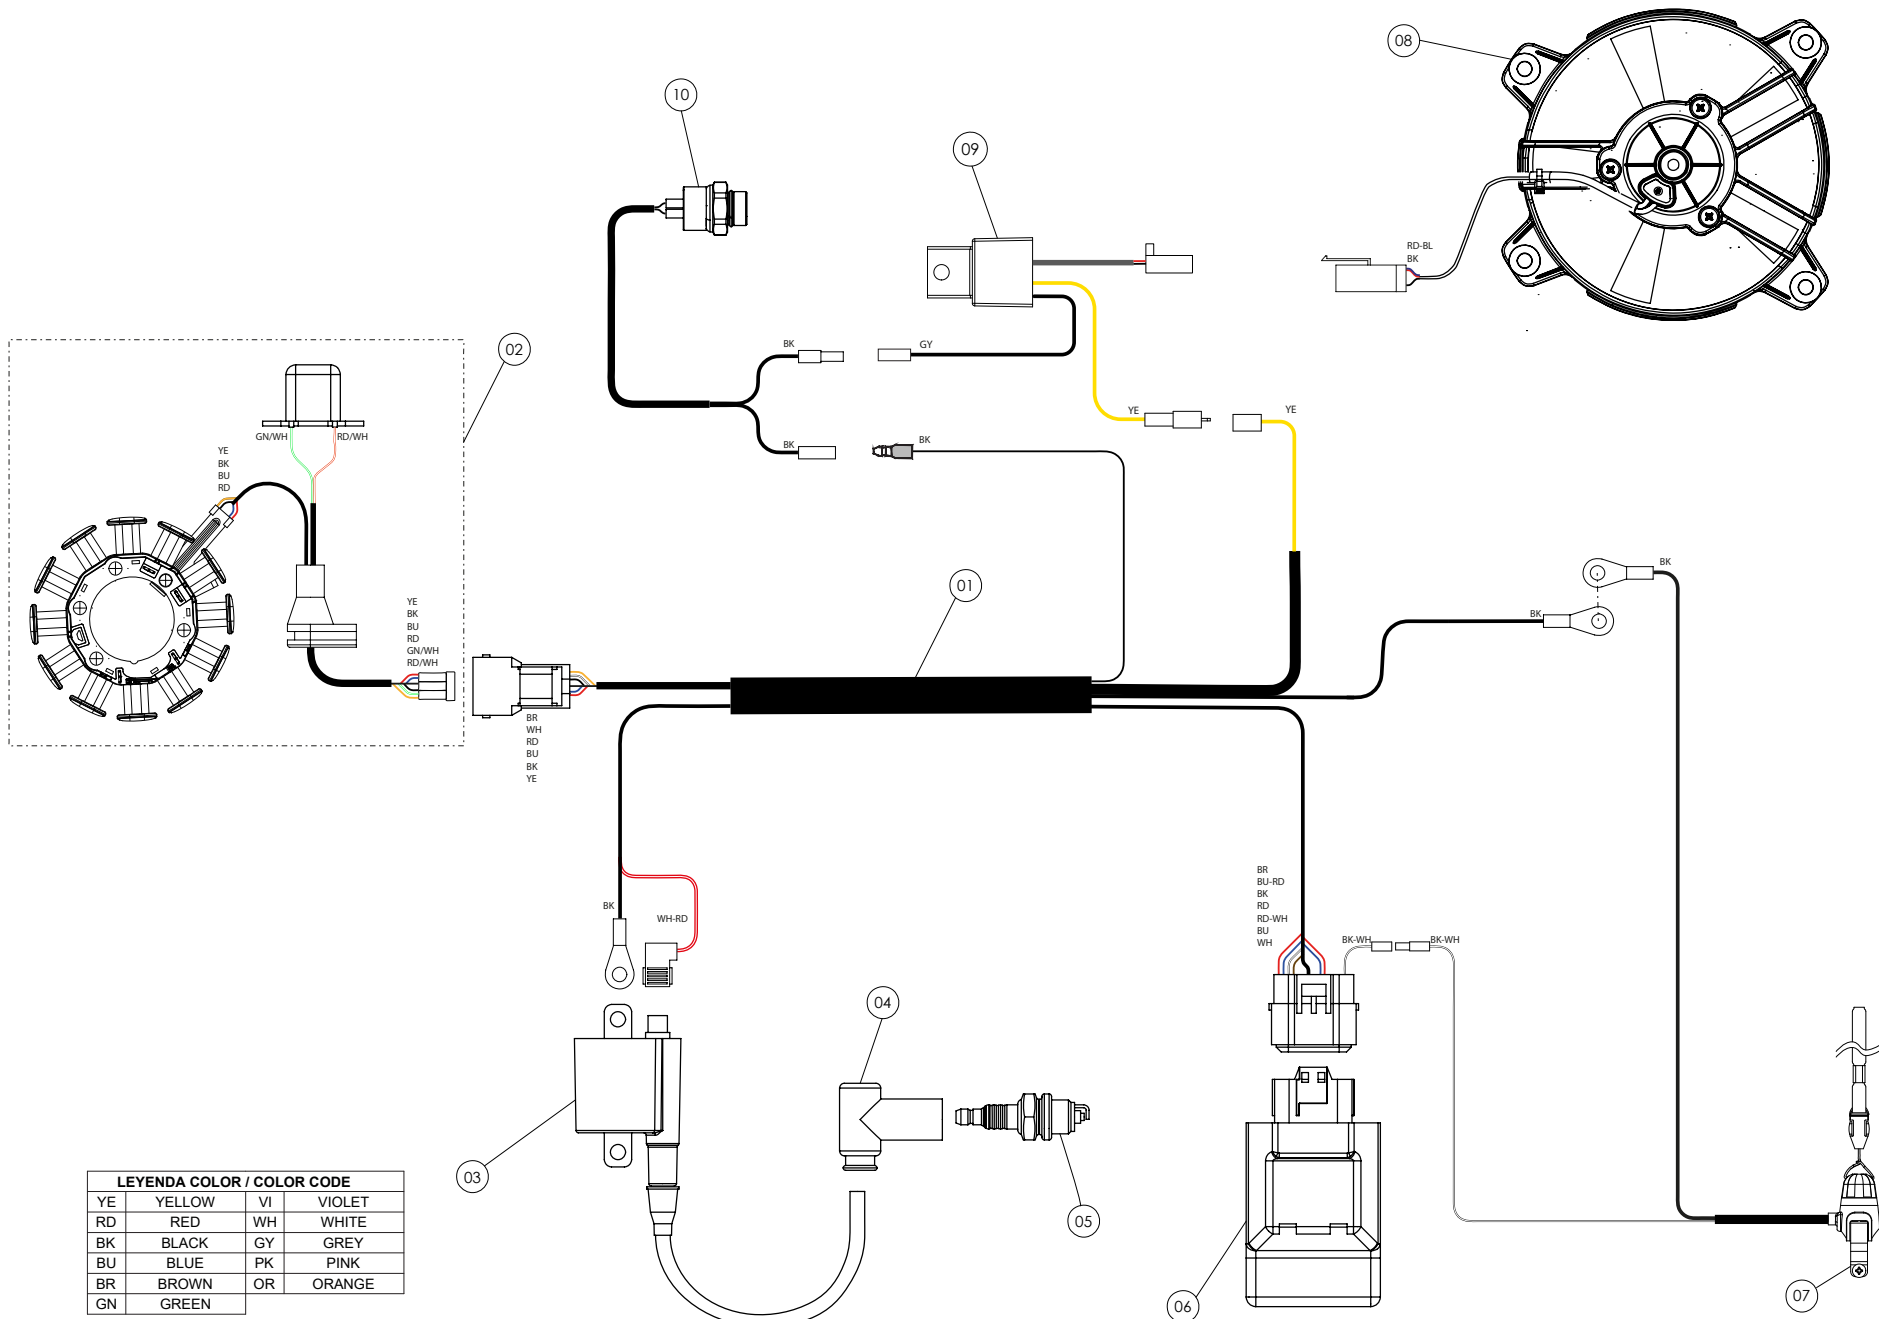 08
10
09
RD-BL
BK
BK
GY
02
YE
YE
GN/WH
RD/WH
BK
BK
YE
BK
BU
RD
01
BK
BK
YE
BK
BU
RD
GN/WH
RD/WH
BR
WH
RD
BU
BK
YE
BR
BU-RD
BK
RD
RD-WH
BU
WH
BK
WH-RD
BK-WH
BK-WH
04
03
05
06
07
LEYENDA COLOR / COLOR CODE
YE YELLOW VI VIOLET
RD RED WH WHITE
BK BLACK GY GREY
BU BLUE PK PINK
BR BROWN OR ORANGE
GN GREEN